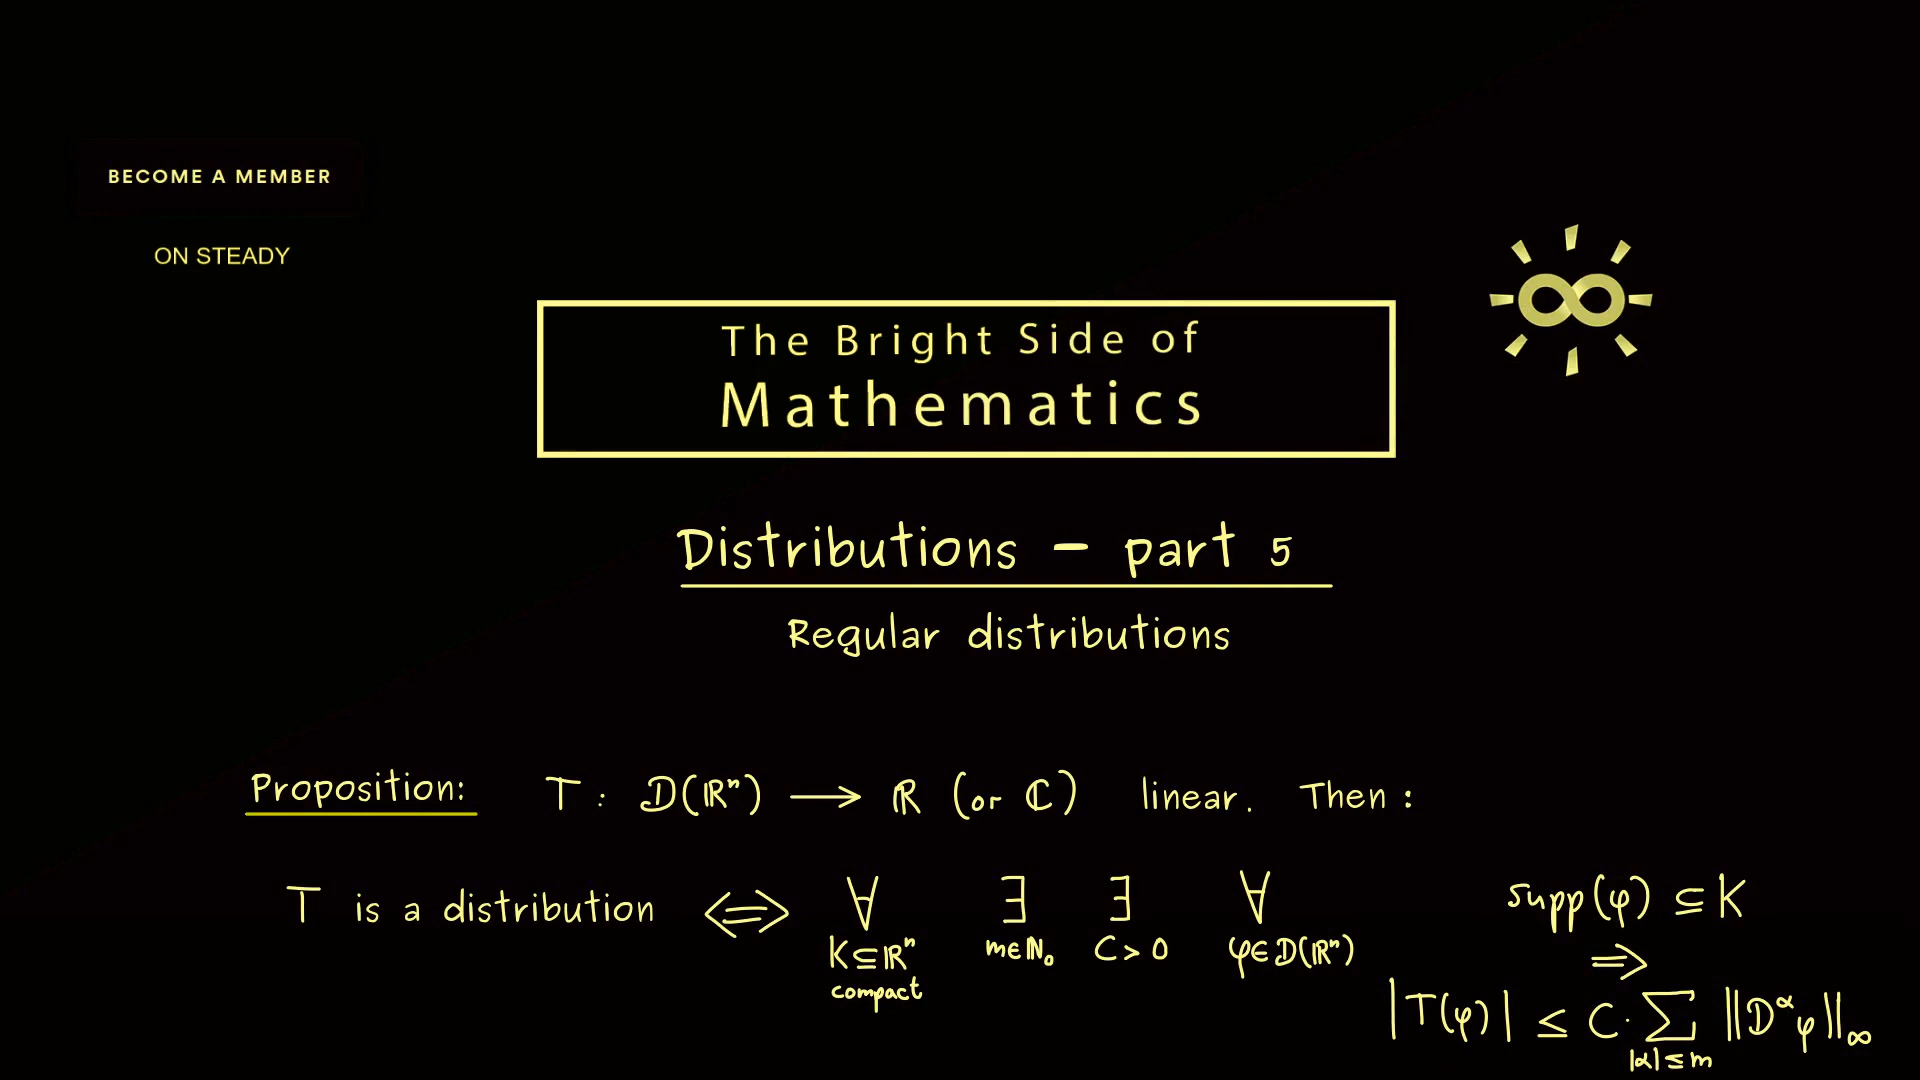 BECOME A MEMBER
ON STEADY
The Bright Side of
Mathematics
Distributions – part 5
Regular distributions
Proposition: T : 𝒟(ℝⁿ) ⟶ ℝ (or ℂ) linear. Then :
T is a distribution ⟺ ∀ ∃ ∃ ∀ supp(φ) ⊆ K
K⊆ℝⁿ m∈ℕ₀ C > 0 φ∈𝒟(ℝⁿ)
compact
⟹
|T(φ)| ≤ C · ∑ ‖D^α φ‖_∞
|α|≤m